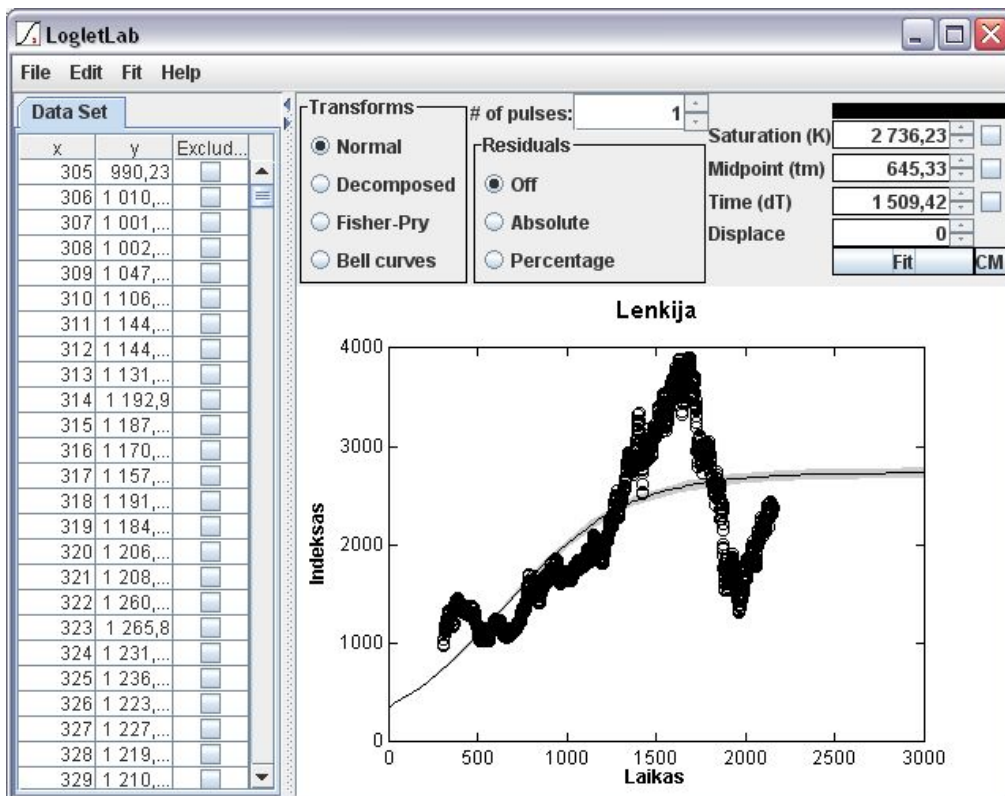 LogletLab
File Edit Fit Help
Data Set
x y Exclud...
305 990,23
306 1 010,...
307 1 001,...
308 1 002,...
309 1 047,...
310 1 106,...
311 1 144,...
312 1 144,...
313 1 131,...
314 1 192,9
315 1 187,...
316 1 170,...
317 1 157,...
318 1 191,...
319 1 184,...
320 1 206,...
321 1 208,...
322 1 260,...
323 1 265,8
324 1 231,...
325 1 236,...
326 1 223,...
327 1 227,...
328 1 219,...
329 1 210,...
Transforms
Normal
Decomposed
Fisher-Pry
Bell curves
# of pulses: 1
Residuals
Off
Absolute
Percentage
Saturation (K) 2 736,23
Midpoint (tm) 645,33
Time (dT) 1 509,42
Displace 0
Fit CM
Lenkija
Indeksas
4000
3000
2000
1000
0
0 500 1000 1500 2000 2500 3000
Laikas